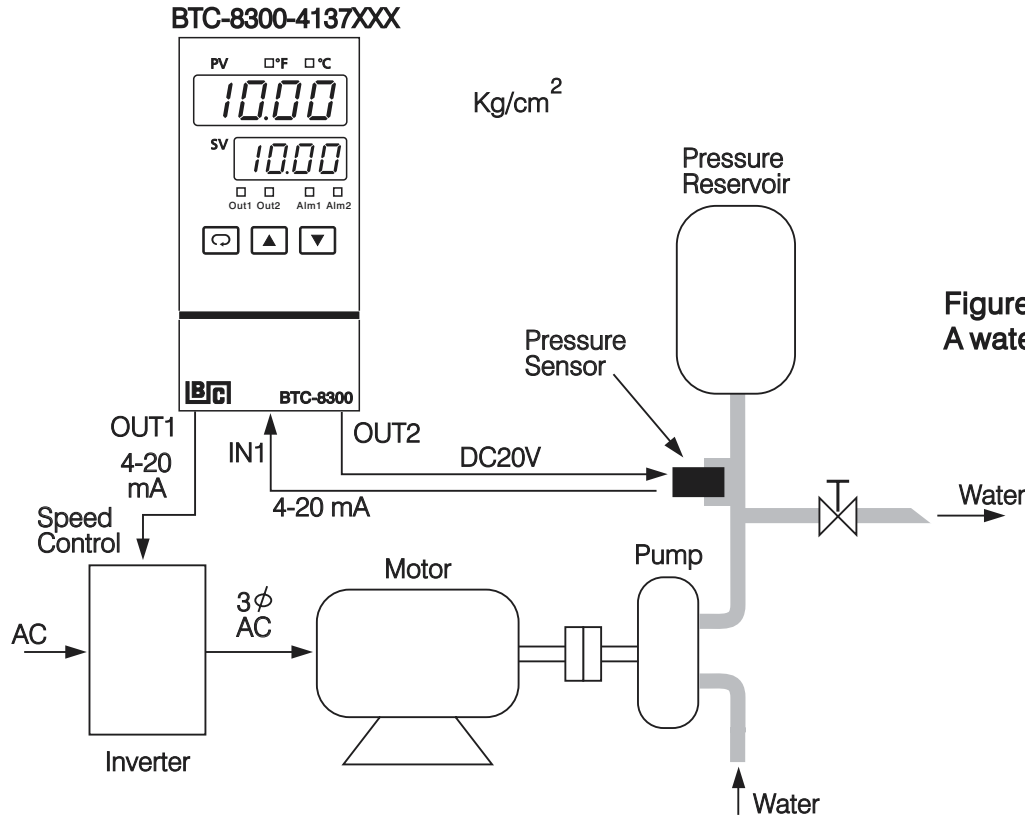 BTC-8300-4137XXX
PV □°F □°C
10.00
Kg/cm²
SV
10.00
Out1 Out2 Alm1 Alm2
Pressure
Reservoir
Figure
A wate
Pressure
Sensor
BC
BTC-8300
OUT1
IN1
OUT2
4-20
mA
DC20V
4-20 mA
Water
Speed
Control
Pump
Motor
3ϕ
AC
AC
Inverter
Water